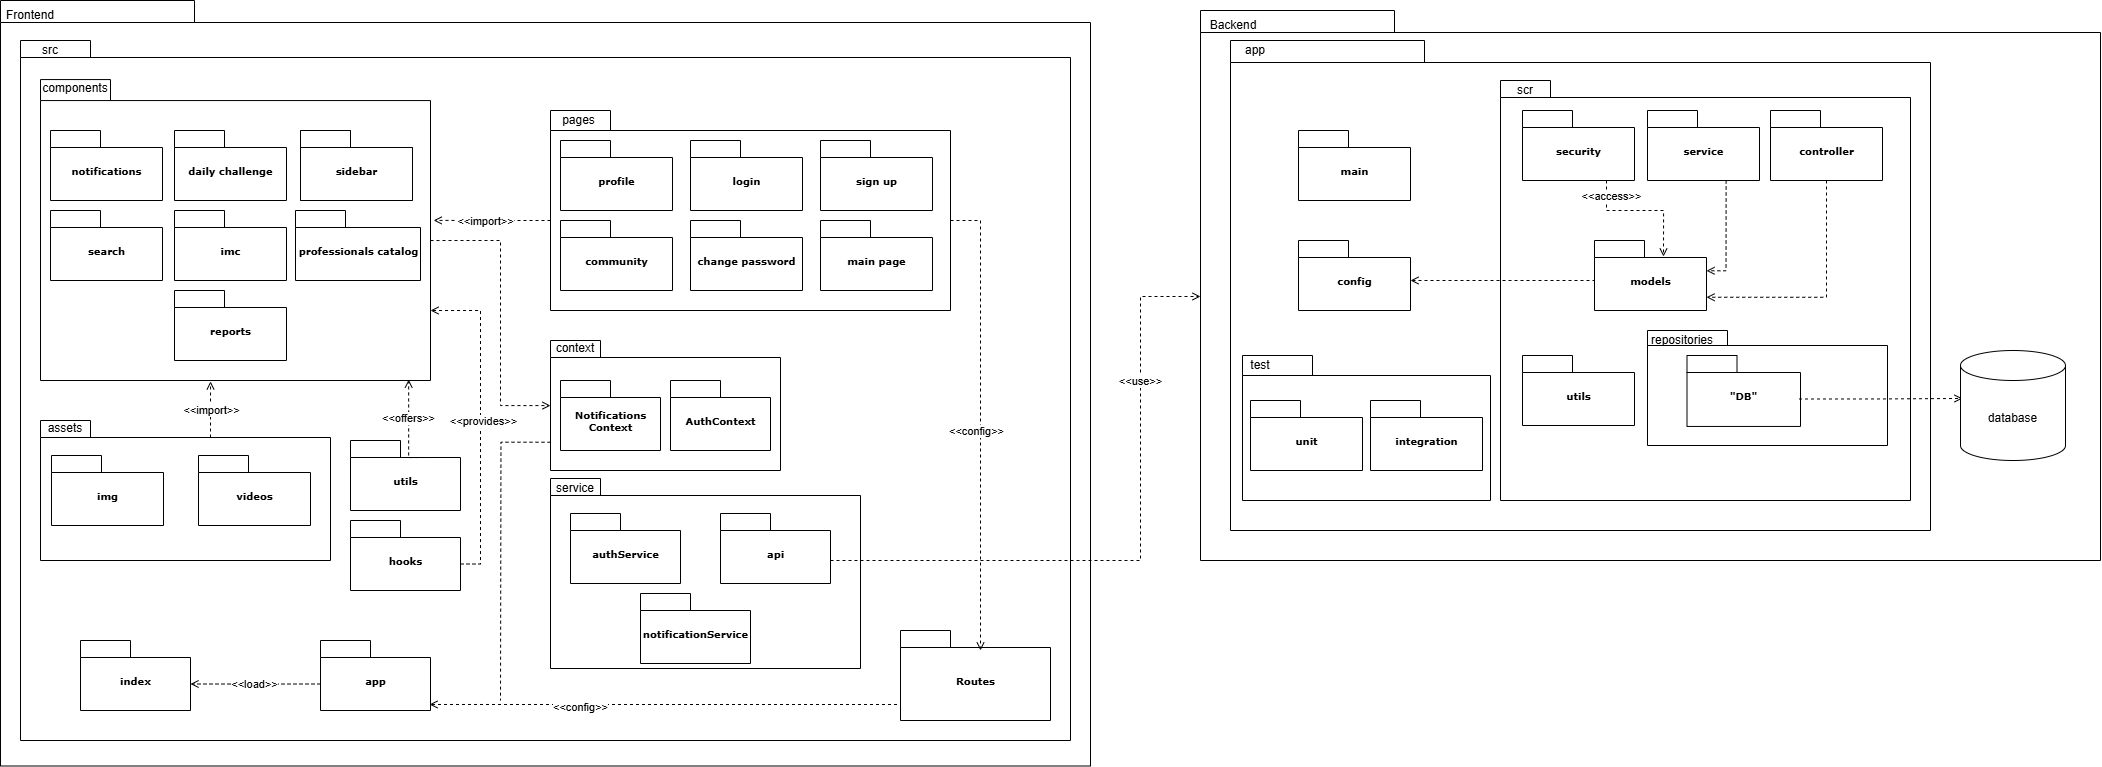 Frontend
src
components
notifications
daily challenge
sidebar
search
imc
professionals catalog
reports
<<import>>
pages
profile
login
sign up
community
change password
main page
context
Notifications
Context
AuthContext
<<import>>
<<offers>>
<<provides>>
<<config>>
assets
img
videos
utils
hooks
service
authService
api
notificationService
index
<<load>>
app
<<config>>
Routes
<<use>>
Backend
app
main
config
test
unit
integration
scr
security
service
controller
<<access>>
models
utils
repositories
"DB"
database